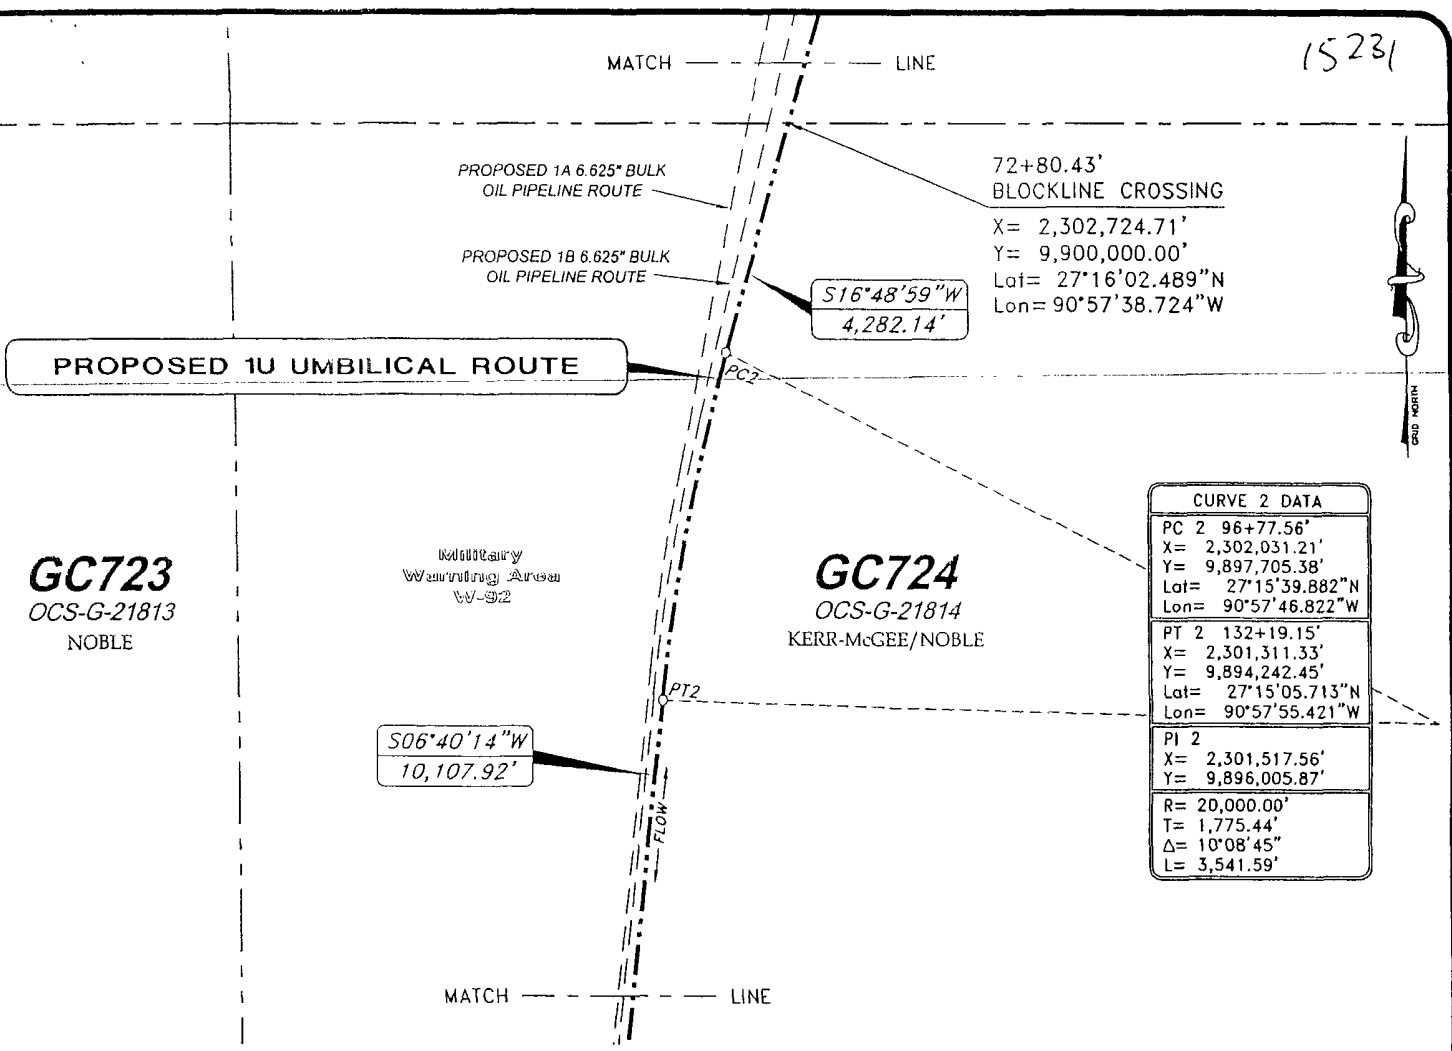 15231
MATCH LINE
PROPOSED 1A 6.625" BULK
OIL PIPELINE ROUTE
72+80.43'
BLOCKLINE CROSSING
X= 2,302,724.71'
Y= 9,900,000.00'
Lat= 27°16'02.489"N
Lon= 90°57'38.724"W
PROPOSED 1B 6.625" BULK
OIL PIPELINE ROUTE
S16°48'59"W
4,282.14'
PROPOSED 1U UMBILICAL ROUTE
PC2
GRID NORTH
GC723
OCS-G-21813
NOBLE
Military
Warning Area
W-92
GC724
OCS-G-21814
KERR-McGEE/NOBLE
CURVE 2 DATA
PC 2 96+77.56'
X= 2,302,031.21'
Y= 9,897,705.38'
Lat= 27°15'39.882"N
Lon= 90°57'46.822"W
PT 2 132+19.15'
X= 2,301,311.33'
Y= 9,894,242.45'
Lat= 27°15'05.713"N
Lon= 90°57'55.421"W
PI 2
X= 2,301,517.56'
Y= 9,896,005.87'
R= 20,000.00'
T= 1,775.44'
Δ= 10°08'45"
L= 3,541.59'
PT2
S06°40'14"W
10,107.92'
FLOW
MATCH LINE